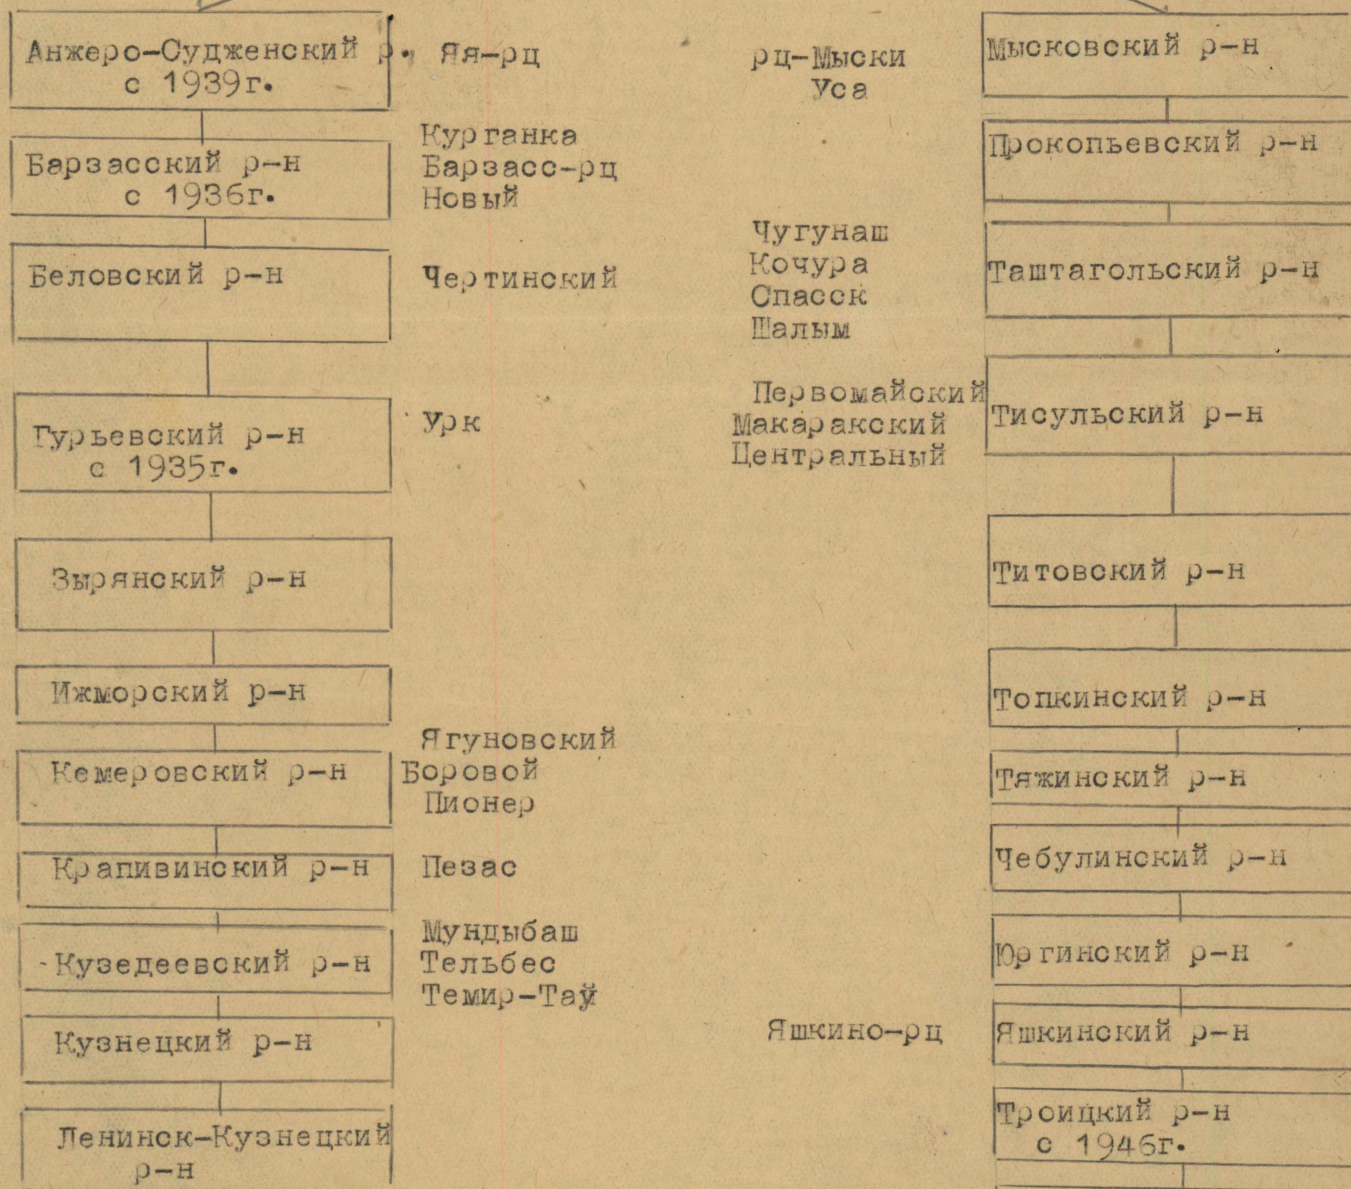 Анжеро-Судженский р.
с 1939г.
Яя-рц
Барзасский р-н
с 1936г.
Курганка
Барзасс-рц
Новый
Беловский р-н
Чертинский
Гурьевский р-н
с 1935г.
Урк
Зырянский р-н
Ижморский р-н
Кемеровский р-н
Ягуновский
Боровой
Пионер
Крапивинский р-н
Пезас
-Кузедеевский р-н
Мундыбаш
Тельбес
Темир-Таў
Кузнецкий р-н
Ленинск-Кузнецкий
р-н
рц-Мыски
Уса
Мысковский р-н
Прокопьевский р-н
Чугунаш
Кочура
Спасск
Шалым
Таштагольский р-н
Первомайский
Макаракский
Центральный
Тисульский р-н
Титовский р-н
Топкинский р-н
Тяжинский р-н
Чебулинский р-н
Юргинский р-н
Яшкино-рц
Яшкинский р-н
Троицкий р-н
с 1946г.